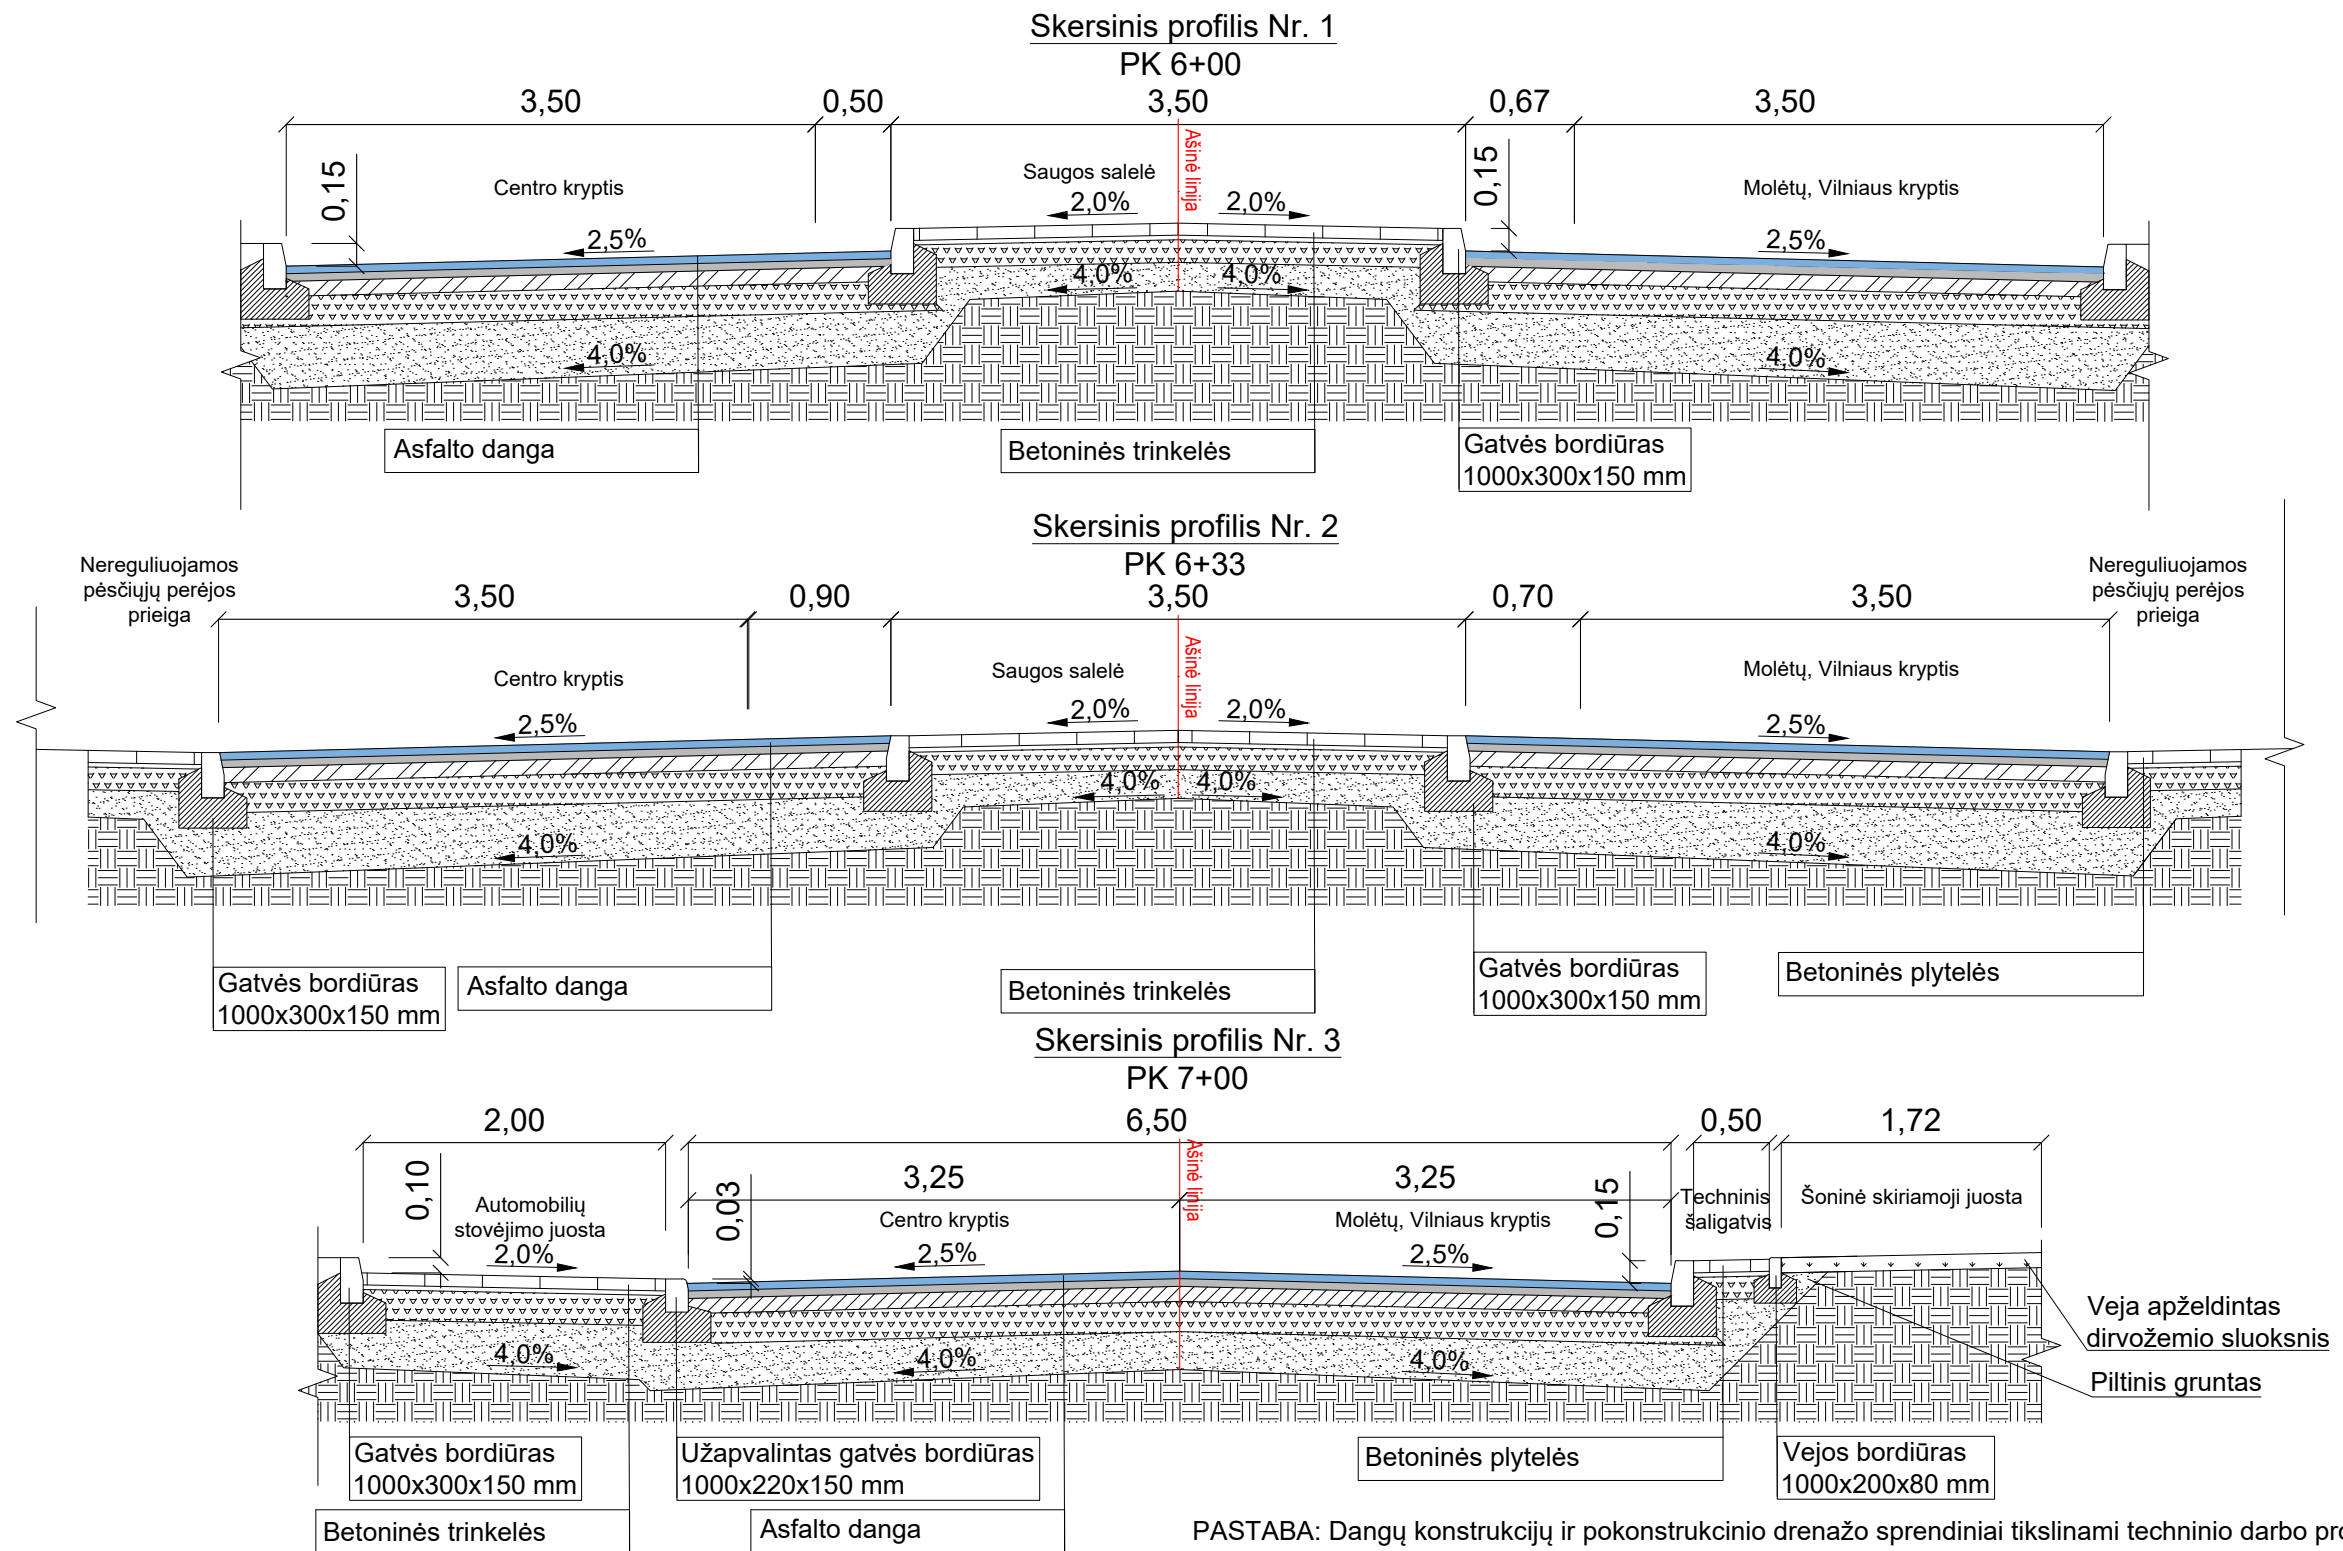 Skersinis profilis Nr. 1
PK 6+00
3,50
0,50
3,50
0,67
3,50
0,15
Centro kryptis
Saugos salelė
Ašinė linija
0,15
Molėtų, Vilniaus kryptis
2,0%
2,0%
2,5%
2,5%
4,0%
4,0%
4,0%
4,0%
Asfalto danga
Betoninės trinkelės
Gatvės bordiūras
1000x300x150 mm
Skersinis profilis Nr. 2
PK 6+33
Nereguliuojamos
pėsčiųjų perėjos
prieiga
3,50
0,90
3,50
0,70
3,50
Nereguliuojamos
pėsčiųjų perėjos
prieiga
Centro kryptis
Saugos salelė
Ašinė linija
Molėtų, Vilniaus kryptis
2,5%
2,0%
2,0%
2,5%
4,0%
4,0%
4,0%
4,0%
Gatvės bordiūras
1000x300x150 mm
Asfalto danga
Betoninės trinkelės
Gatvės bordiūras
1000x300x150 mm
Betoninės plytelės
Skersinis profilis Nr. 3
PK 7+00
2,00
6,50
0,50
1,72
0,10
Automobilių
stovėjimo juosta
2,0%
0,03
3,25
Centro kryptis
2,5%
Ašinė linija
3,25
Molėtų, Vilniaus kryptis
2,5%
0,15
Techninis
šaligatvis
Šoninė skiriamoji juosta
4,0%
4,0%
4,0%
Veja apželdintas
dirvožemio sluoksnis
Piltinis gruntas
Gatvės bordiūras
1000x300x150 mm
Užapvalintas gatvės bordiūras
1000x220x150 mm
Betoninės plytelės
Vejos bordiūras
1000x200x80 mm
Betoninės trinkelės
Asfalto danga
PASTABA: Dangų konstrukcijų ir pokonstrukcinio drenažo sprendiniai tikslinami techninio darbo